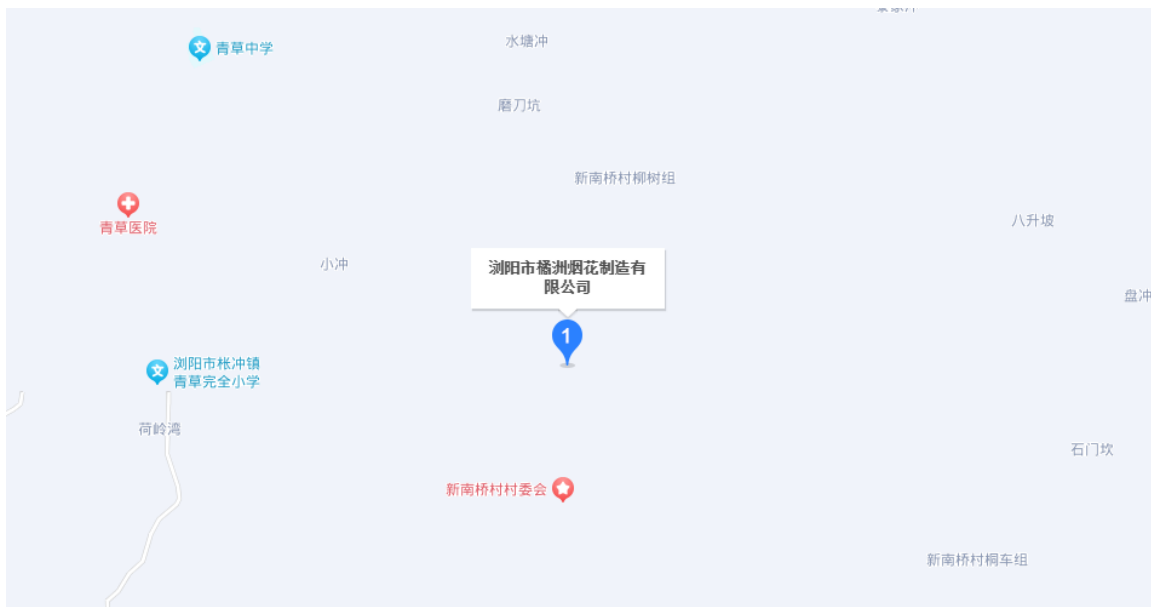 青草中学
水塘冲
磨刀坑
新南桥村柳树组
青草医院
八升坡
小冲
浏阳市橘洲烟花制造有
限公司
盘冲
1
浏阳市枨冲镇
青草完全小学
荷岭湾
石门坎
新南桥村村委会
新南桥村桐车组